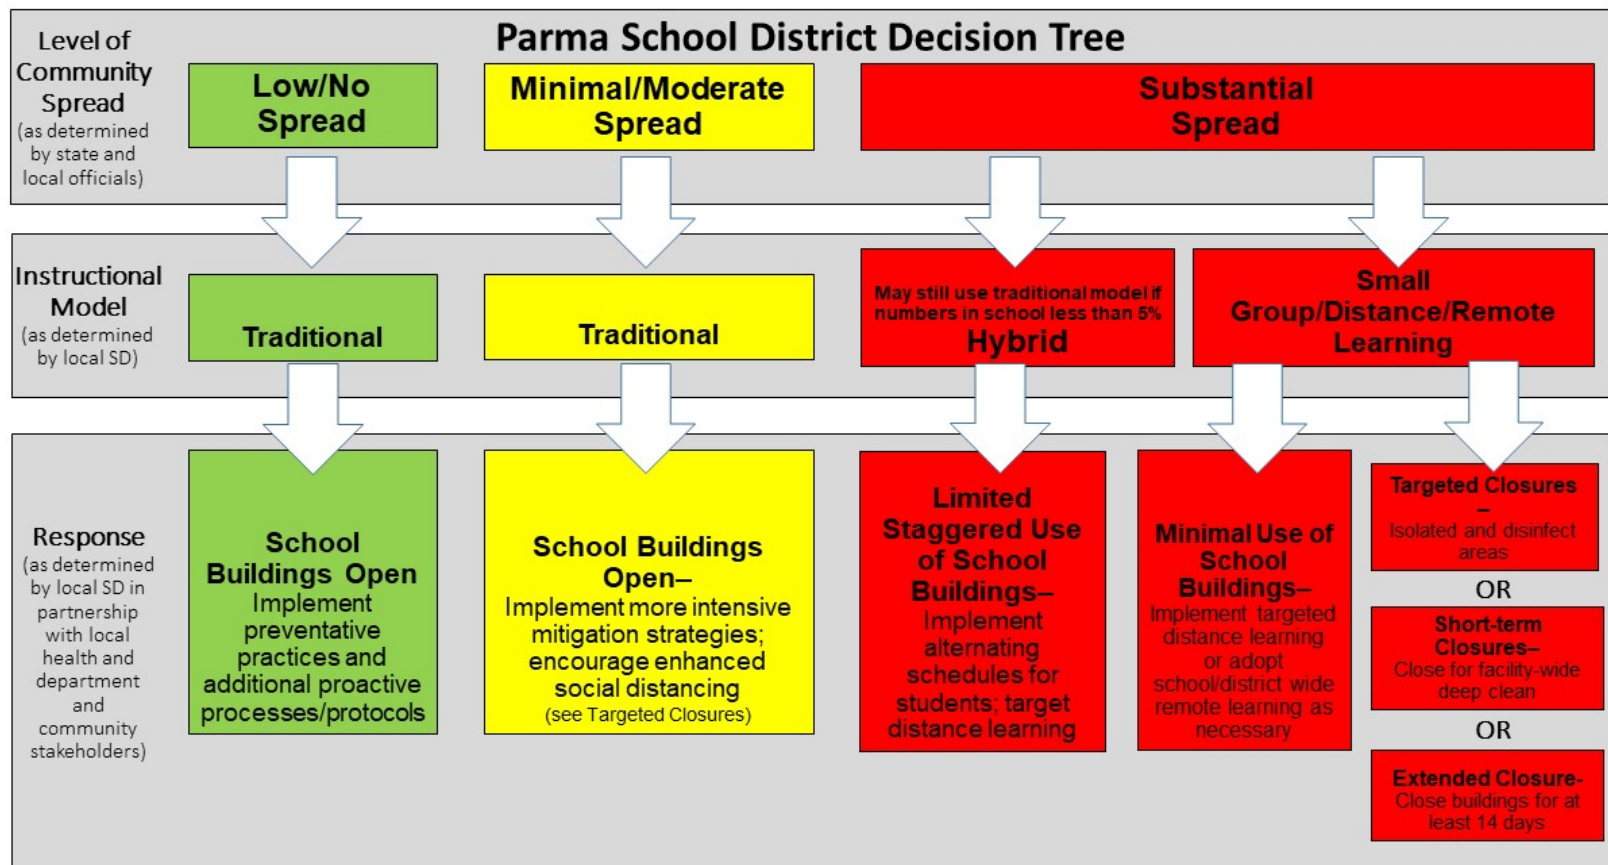 Parma School District Decision Tree
Level of
Community
Spread
(as determined
by state and
local officials)
Low/No
Spread
Minimal/Moderate
Spread
Substantial
Spread
Instructional
Model
(as determined
by local SD)
Traditional
Traditional
May still use traditional model if
numbers in school less than 5%
Hybrid
Small
Group/Distance/Remote
Learning
Response
(as determined
by local SD in
partnership
with local
health and
department
and
community
stakeholders)
School
Buildings Open
Implement
preventative
practices and
additional proactive
processes/protocols
School Buildings
Open–
Implement more intensive
mitigation strategies;
encourage enhanced
social distancing
(see Targeted Closures)
Limited
Staggered Use
of School
Buildings–
Implement
alternating
schedules for
students; target
distance learning
Minimal Use of
School
Buildings–
Implement targeted
distance learning
or adopt
school/district wide
remote learning as
necessary
Targeted Closures
–
Isolated and disinfect
areas
OR
Short-term
Closures–
Close for facility-wide
deep clean
OR
Extended Closure-
Close buildings for at
least 14 days